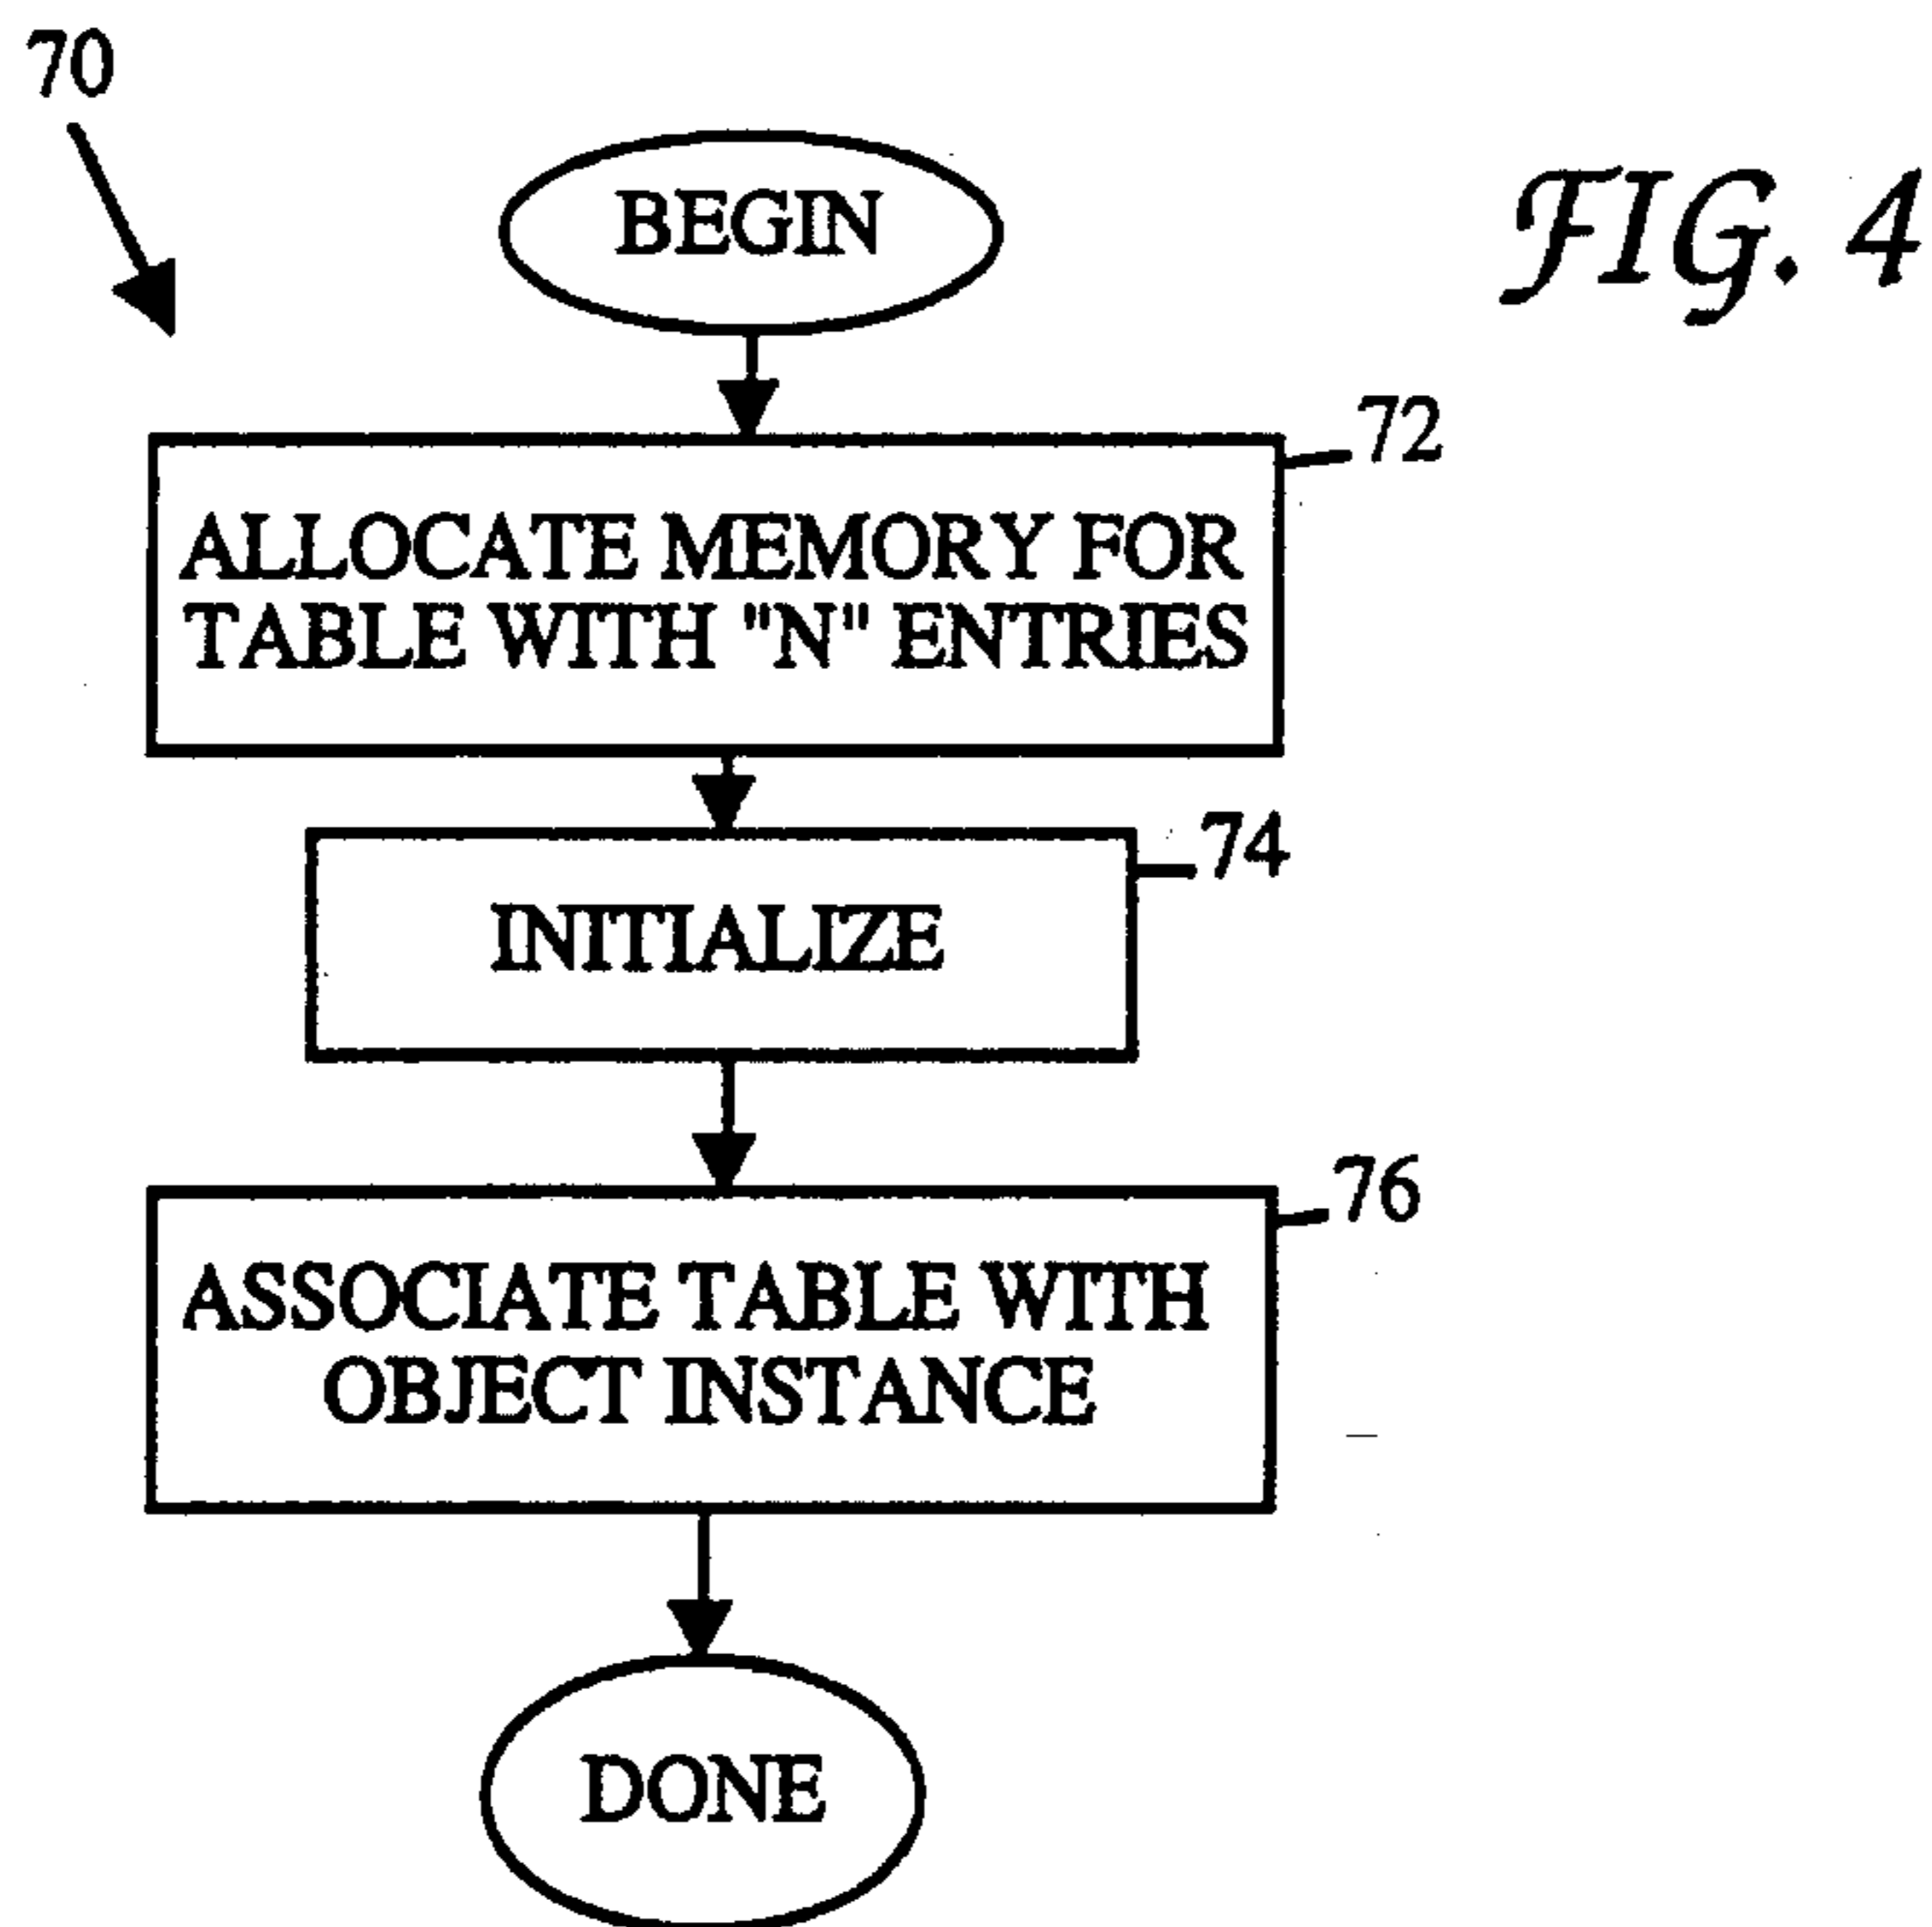 70
BEGIN
FIG. 4
72
ALLOCATE MEMORY FOR
TABLE WITH "N" ENTRIES
74
INITIALIZE
76
ASSOCIATE TABLE WITH
OBJECT INSTANCE
DONE